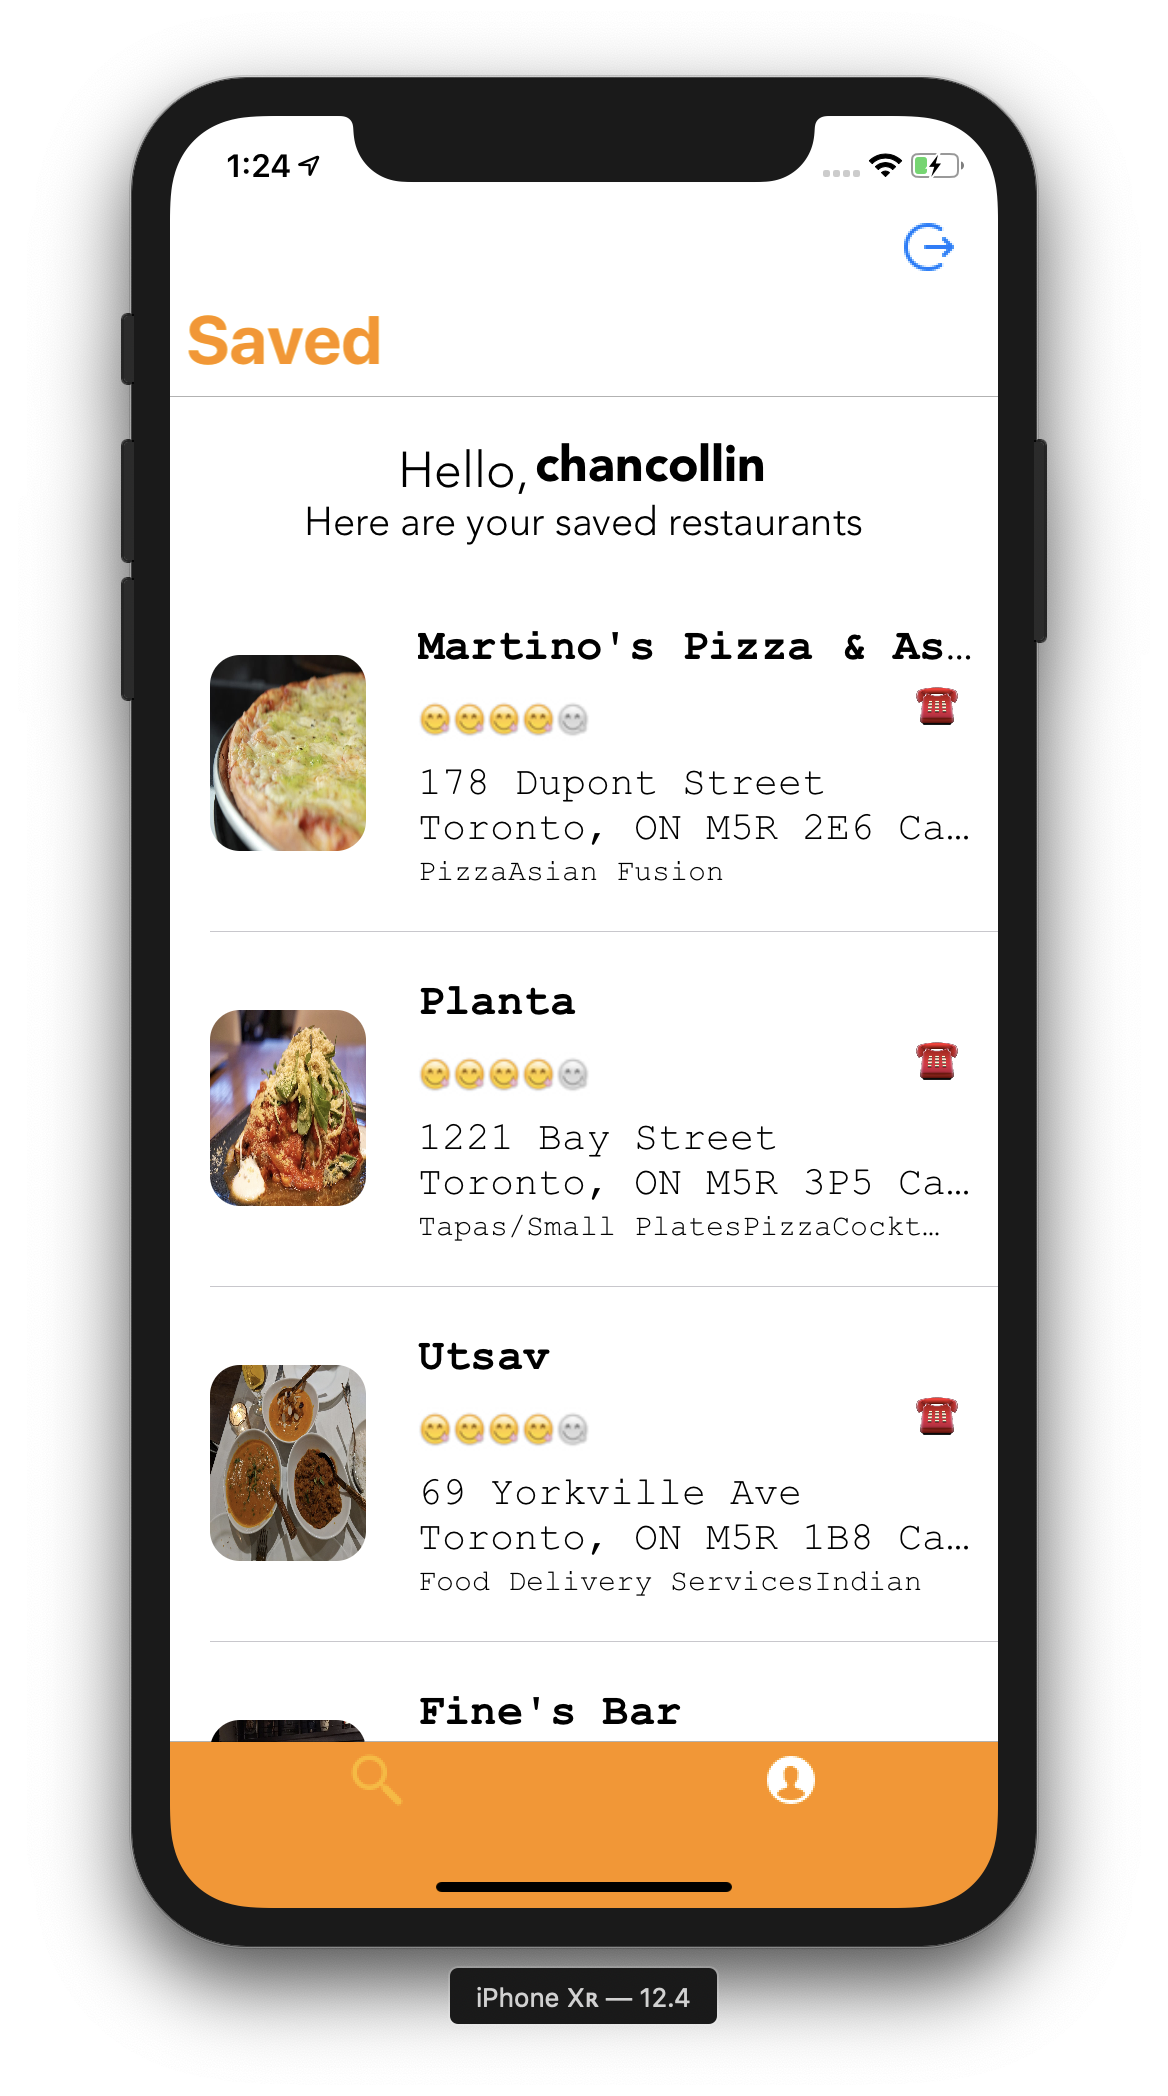 1:24
Saved
Hello, chancollin
Here are your saved restaurants
Martino's Pizza & As…
178 Dupont Street
Toronto, ON M5R 2E6 Ca…
PizzaAsian Fusion
Planta
1221 Bay Street
Toronto, ON M5R 3P5 Ca…
Tapas/Small PlatesPizzaCockt…
Utsav
69 Yorkville Ave
Toronto, ON M5R 1B8 Ca…
Food Delivery ServicesIndian
Fine's Bar
iPhone XR — 12.4